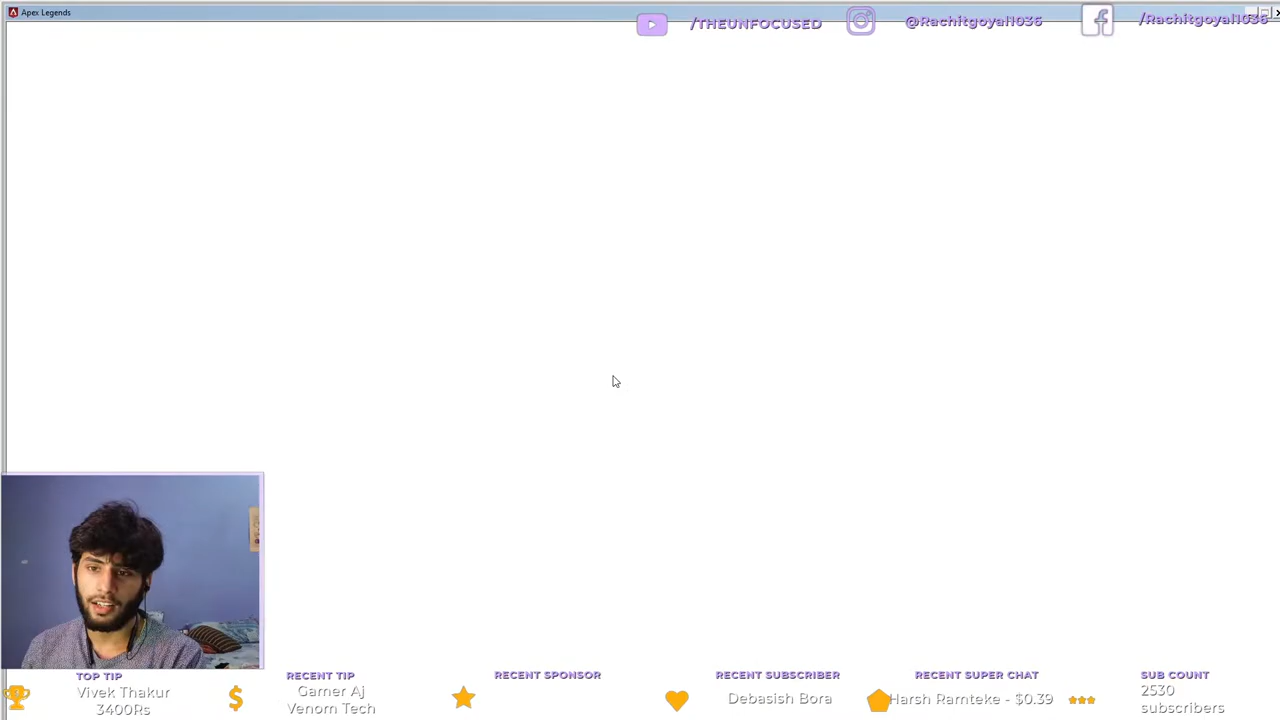 Apex Legends
/THEUNFOCUSED
@Rachitgoyal1036
/Rachitgoyal1036
TOP TIP
Vivek Thakur
3400Rs
RECENT TIP
Gamer Aj
Venom Tech
RECENT SPONSOR
RECENT SUBSCRIBER
Debasish Bora
RECENT SUPER CHAT
Harsh Ramteke - $0.39
SUB COUNT
2530
subscribers